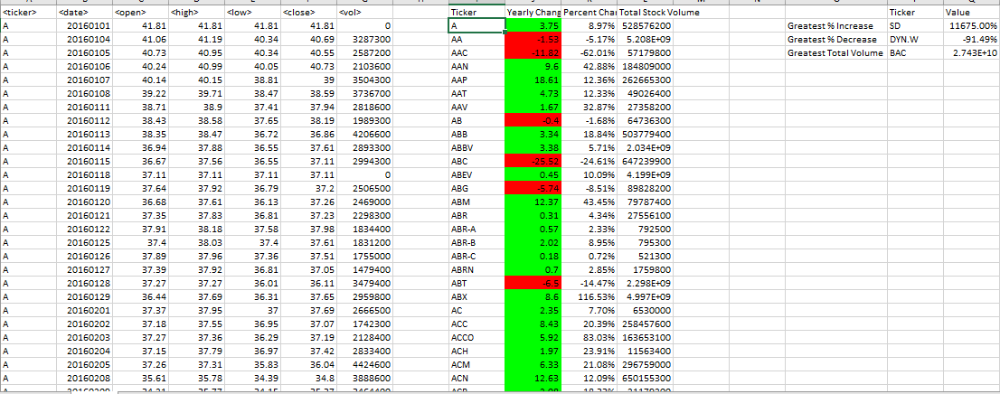 <ticker> <date> <open> <high> <low> <close> <vol> Ticker Yearly Chang Percent Chai Total Stock Volume Ticker Value
A 20160101 41.81 41.81 41.81 41.81 0 A 3.75 8.97% 528576200 Greatest % Increase SD 11675.00%
A 20160104 41.06 41.19 40.34 40.69 3287300 AA -1.53 -5.17% 5.208E+09 Greatest % Decrease DYN.W -91.49%
A 20160105 40.73 40.95 40.34 40.55 2587200 AAC -11.82 -62.01% 57179800 Greatest Total Volume BAC 2.743E+10
A 20160106 40.24 40.99 40.05 40.73 2103600 AAN 9.6 42.88% 184809000
A 20160107 40.14 40.15 38.81 39 3504300 AAP 18.61 12.36% 262665300
A 20160108 39.22 39.71 38.47 38.59 3736700 AAT 4.73 12.33% 49026400
A 20160111 38.71 38.9 37.41 37.94 2818600 AAV 1.67 32.87% 27358200
A 20160112 38.43 38.58 37.65 38.19 1989300 AB -0.4 -1.68% 64736300
A 20160113 38.35 38.47 36.72 36.86 4206600 ABB 3.34 18.84% 503779400
A 20160114 36.94 37.88 36.55 37.61 2893300 ABBV 3.38 5.71% 2.034E+09
A 20160115 36.67 37.56 36.55 37.11 2994300 ABC -25.52 -24.61% 647239900
A 20160118 37.11 37.11 37.11 37.11 0 ABEV 0.45 10.09% 4.199E+09
A 20160119 37.64 37.92 36.79 37.2 2506500 ABG -5.74 -8.51% 89828200
A 20160120 36.68 37.61 36.13 37.26 2469000 ABM 12.37 43.45% 79787400
A 20160121 37.35 37.83 36.81 37.23 2298300 ABR 0.31 4.34% 27556100
A 20160122 37.91 38.18 37.58 37.98 1834400 ABR-A 0.57 2.33% 792500
A 20160125 37.4 38.03 37.4 37.61 1831200 ABR-B 2.02 8.95% 795300
A 20160126 37.89 37.96 37.36 37.51 1755000 ABR-C 0.18 0.72% 521300
A 20160127 37.39 37.92 36.81 37.05 1479400 ABRN 0.7 2.85% 1759800
A 20160128 37.27 37.27 36.01 36.11 3479400 ABT -6.5 -14.47% 2.298E+09
A 20160129 36.44 37.69 36.31 37.65 2959800 ABX 8.6 116.53% 4.997E+09
A 20160201 37.37 37.95 37 37.69 2666500 AC 2.35 7.70% 6530000
A 20160202 37.18 37.55 36.95 37.07 1742300 ACC 8.43 20.39% 258457600
A 20160203 37.27 37.36 36.29 37.19 2128400 ACCO 5.92 83.03% 163653100
A 20160204 37.15 37.79 36.97 37.42 2833400 ACH 1.97 23.91% 11563400
A 20160205 37.26 37.31 35.83 36.04 4424600 ACM 6.33 21.08% 296759000
A 20160208 35.61 35.78 34.39 34.8 3888600 ACN 12.63 12.09% 650155300